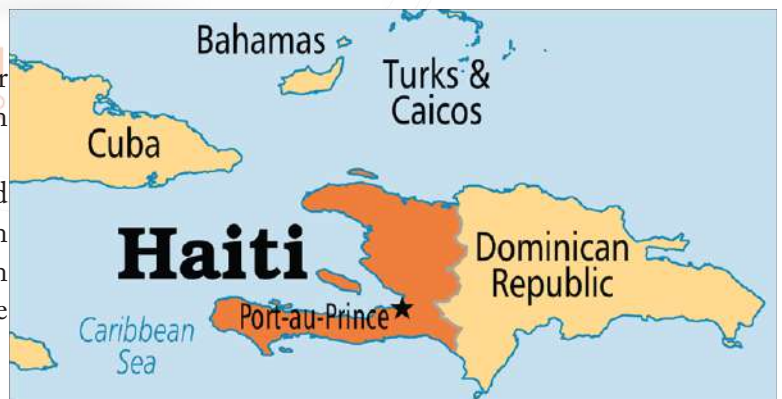 Bahamas
Turks &
Caicos
Cuba
Haiti
Dominican
Republic
Port-au-Prince
Caribbean
Sea